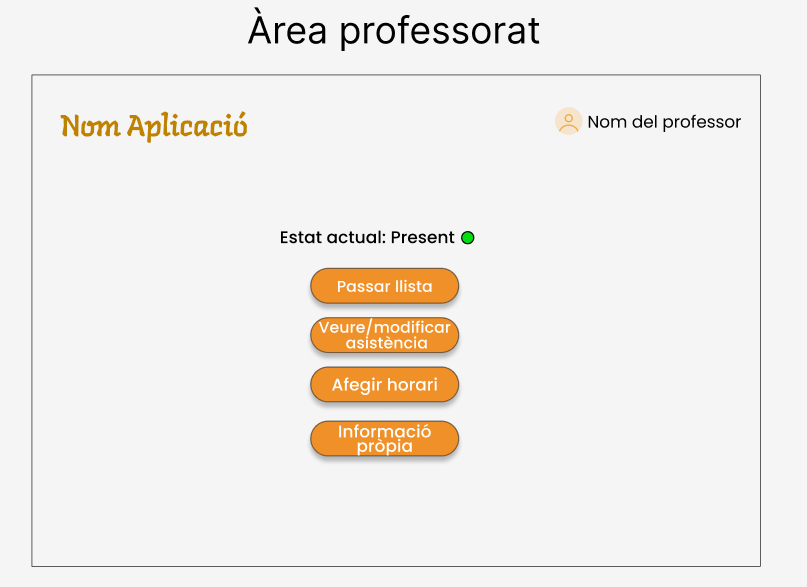 Àrea professorat
Nom Aplicació
Nom del professor
Estat actual: Present
Passar llista
Veure/modificar
asistència
Afegir horari
Informació
pròpia